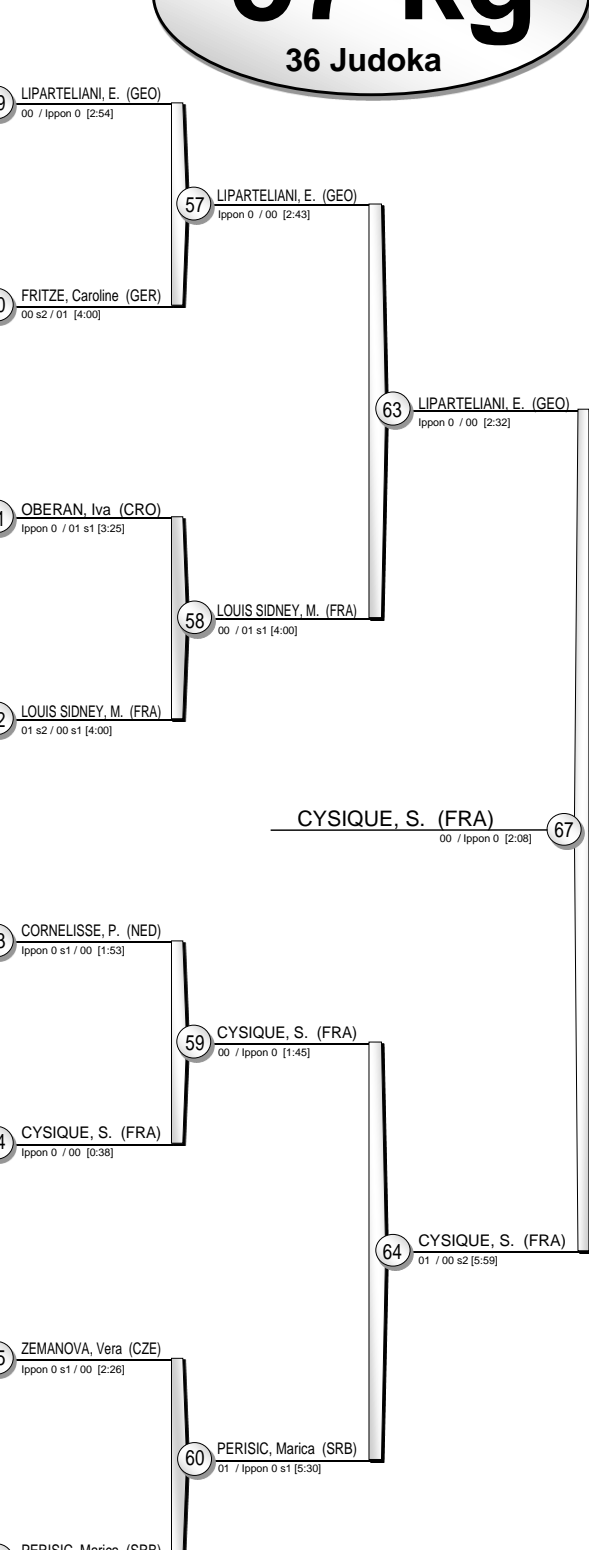 36 Judoka
LIPARTELIANI, E. (GEO)
00 / Ippon 0 [2:54]
57
LIPARTELIANI, E. (GEO)
Ippon 0 / 00 [2:43]
FRITZE, Caroline (GER)
00 s2 / 01 [4:00]
63
LIPARTELIANI, E. (GEO)
Ippon 0 / 00 [2:32]
OBERAN, Iva (CRO)
Ippon 0 / 01 s1 [3:25]
58
LOUIS SIDNEY, M. (FRA)
00 / 01 s1 [4:00]
LOUIS SIDNEY, M. (FRA)
01 s2 / 00 s1 [4:00]
CYSIQUE, S. (FRA)
00 / Ippon 0 [2:08]
67
CORNELISSE, P. (NED)
Ippon 0 s1 / 00 [1:53]
59
CYSIQUE, S. (FRA)
00 / Ippon 0 [1:45]
CYSIQUE, S. (FRA)
Ippon 0 / 00 [0:38]
64
CYSIQUE, S. (FRA)
01 / 00 s2 [5:59]
ZEMANOVA, Vera (CZE)
Ippon 0 s1 / 00 [2:26]
60
PERISIC, Marica (SRB)
01 / Ippon 0 s1 [5:30]
PERISIC, Marica (SRB)